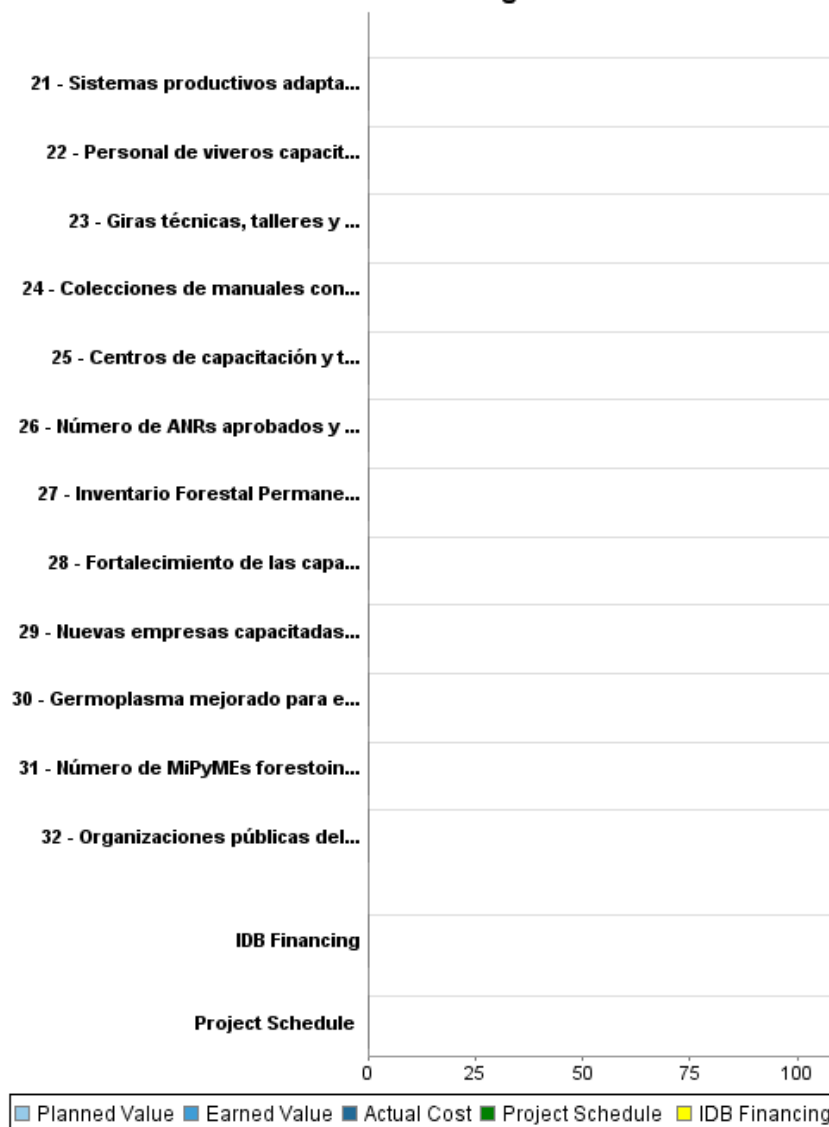 21 - Sistemas productivos adapta...
22 - Personal de viveros capacit...
23 - Giras técnicas, talleres y ...
24 - Colecciones de manuales con...
25 - Centros de capacitación y t...
26 - Número de ANRs aprobados y ...
27 - Inventario Forestal Permane...
28 - Fortalecimiento de las capa...
29 - Nuevas empresas capacitadas...
30 - Germoplasma mejorado para e...
31 - Número de MiPyMEs forestoin...
32 - Organizaciones públicas del...
IDB Financing
Project Schedule
0 25 50 75 100
Planned Value Earned Value Actual Cost Project Schedule IDB Financing